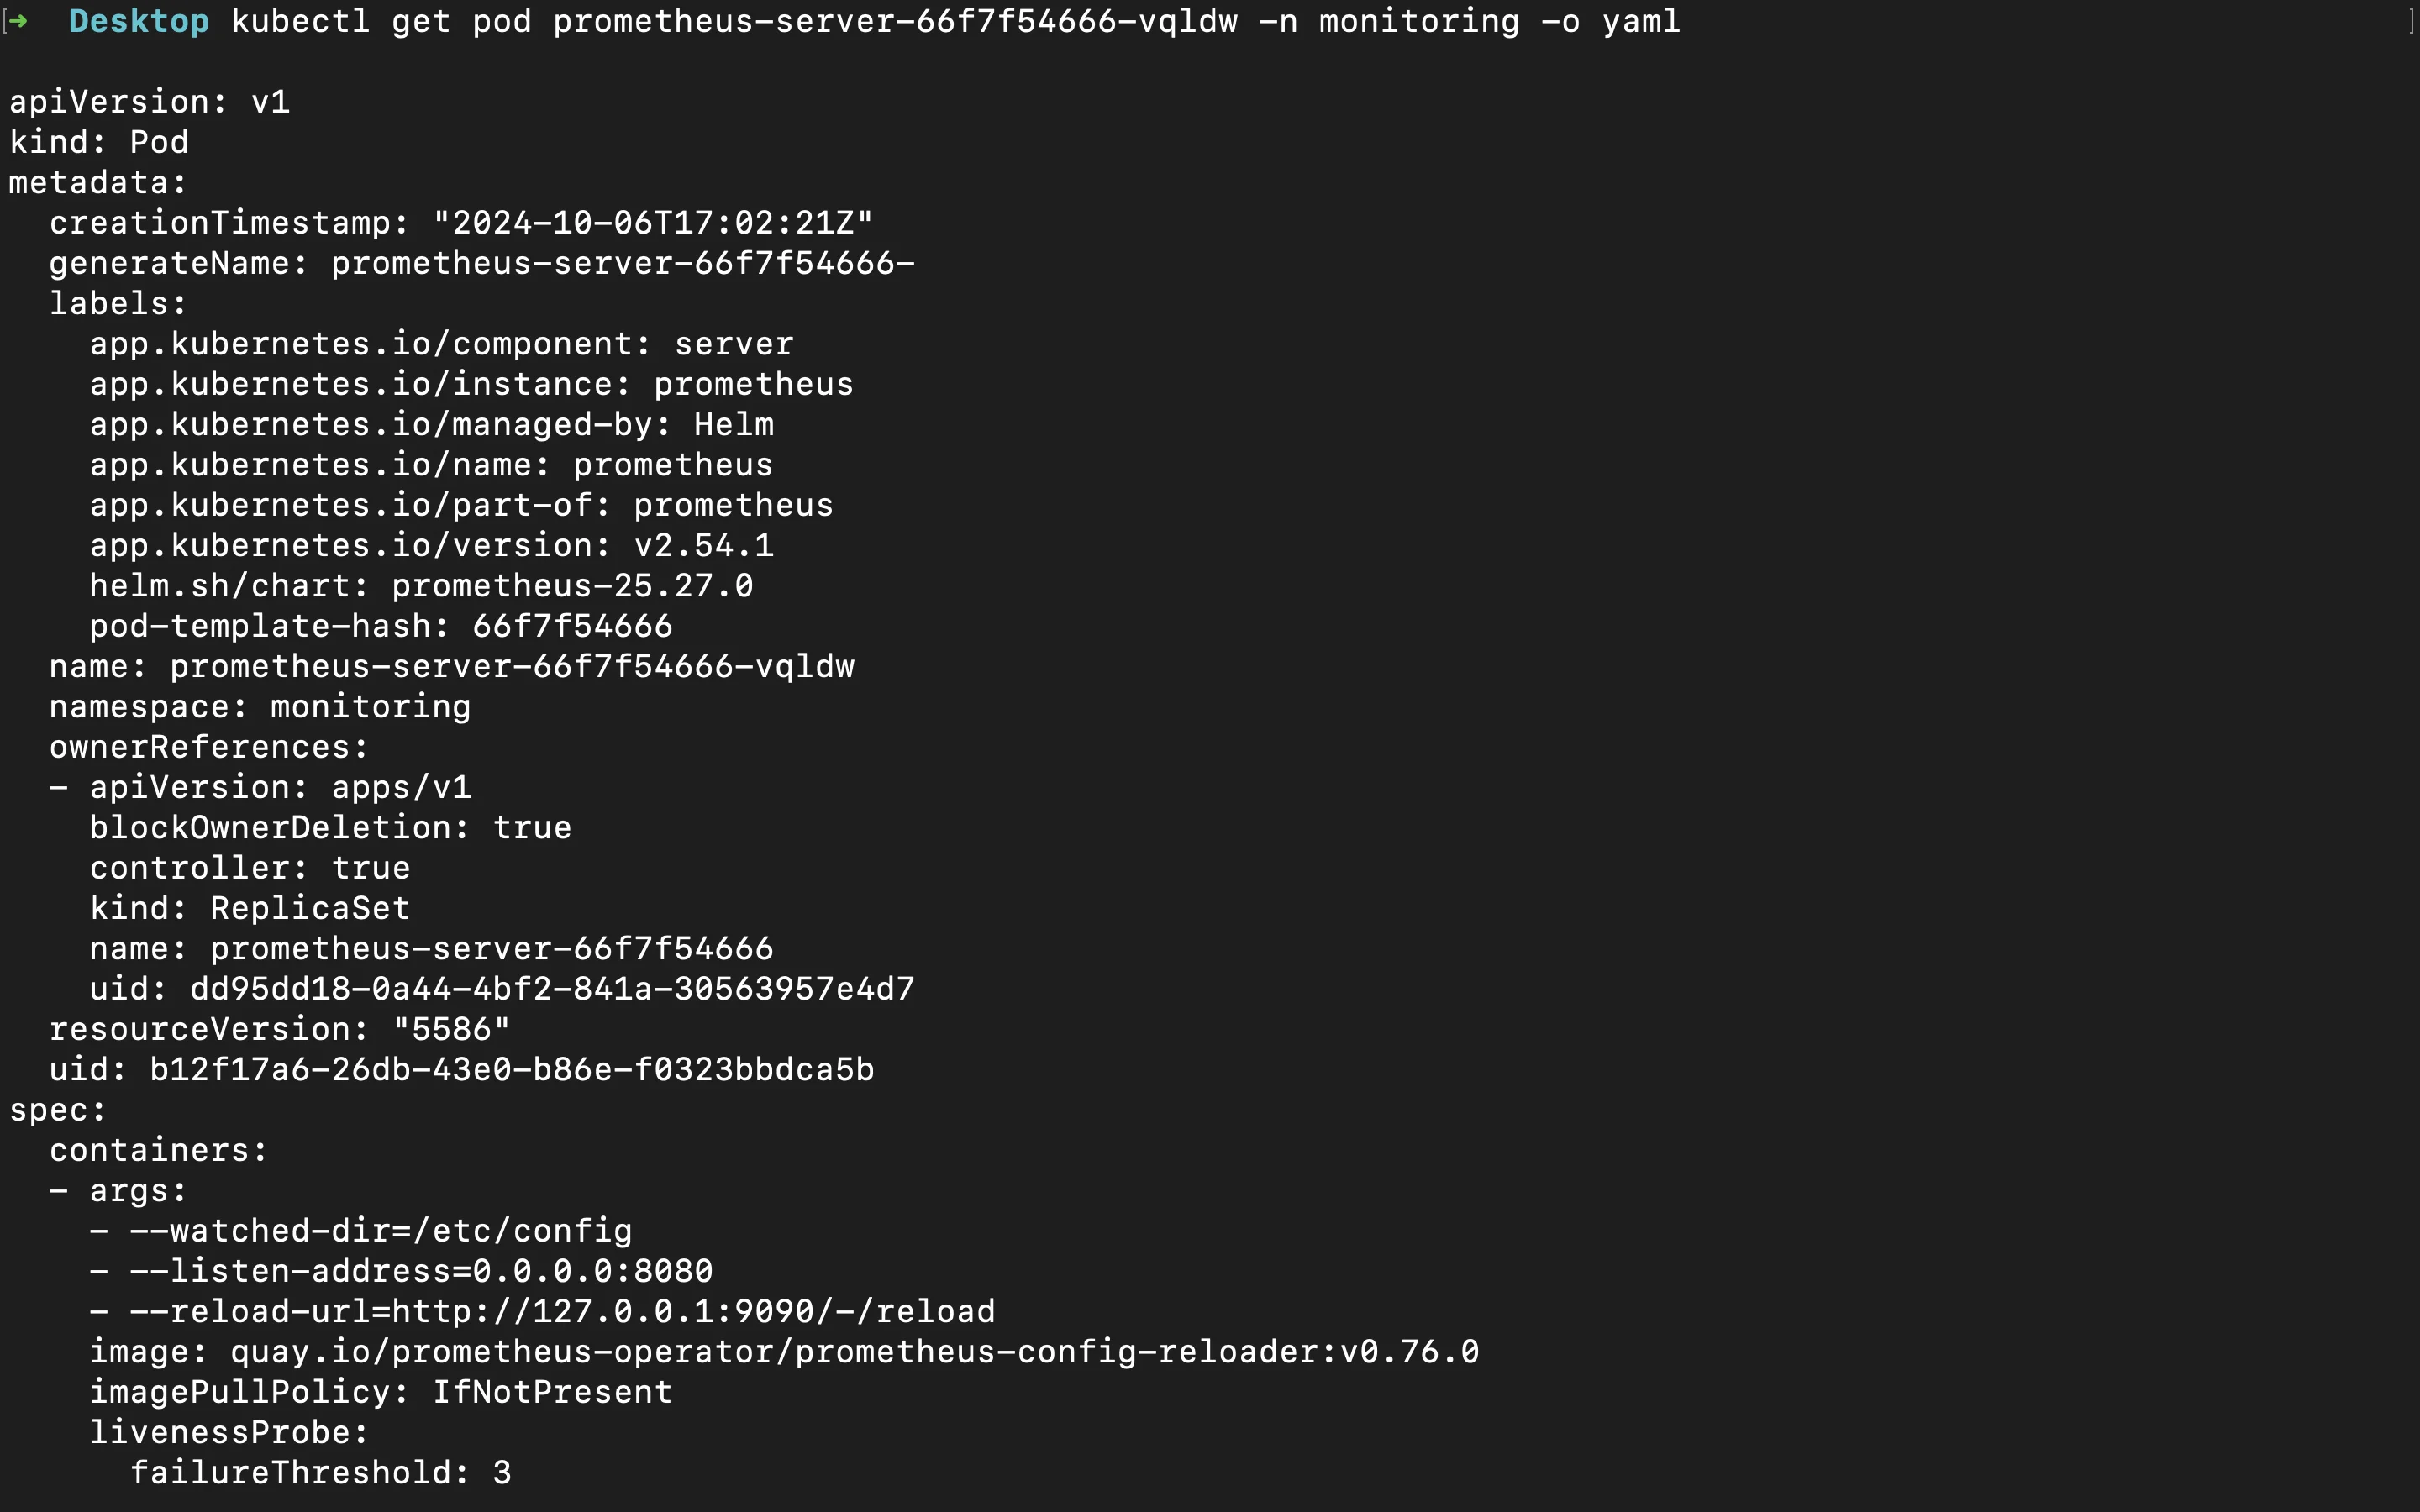 [➜  Desktop kubectl get pod prometheus-server-66f7f54666-vqldw -n monitoring -o yaml ]
apiVersion: v1
kind: Pod
metadata:
  creationTimestamp: "2024-10-06T17:02:21Z"
  generateName: prometheus-server-66f7f54666-
  labels:
    app.kubernetes.io/component: server
    app.kubernetes.io/instance: prometheus
    app.kubernetes.io/managed-by: Helm
    app.kubernetes.io/name: prometheus
    app.kubernetes.io/part-of: prometheus
    app.kubernetes.io/version: v2.54.1
    helm.sh/chart: prometheus-25.27.0
    pod-template-hash: 66f7f54666
  name: prometheus-server-66f7f54666-vqldw
  namespace: monitoring
  ownerReferences:
  - apiVersion: apps/v1
    blockOwnerDeletion: true
    controller: true
    kind: ReplicaSet
    name: prometheus-server-66f7f54666
    uid: dd95dd18-0a44-4bf2-841a-30563957e4d7
  resourceVersion: "5586"
  uid: b12f17a6-26db-43e0-b86e-f0323bbdca5b
spec:
  containers:
  - args:
    - --watched-dir=/etc/config
    - --listen-address=0.0.0.0:8080
    - --reload-url=http://127.0.0.1:9090/-/reload
    image: quay.io/prometheus-operator/prometheus-config-reloader:v0.76.0
    imagePullPolicy: IfNotPresent
    livenessProbe:
      failureThreshold: 3